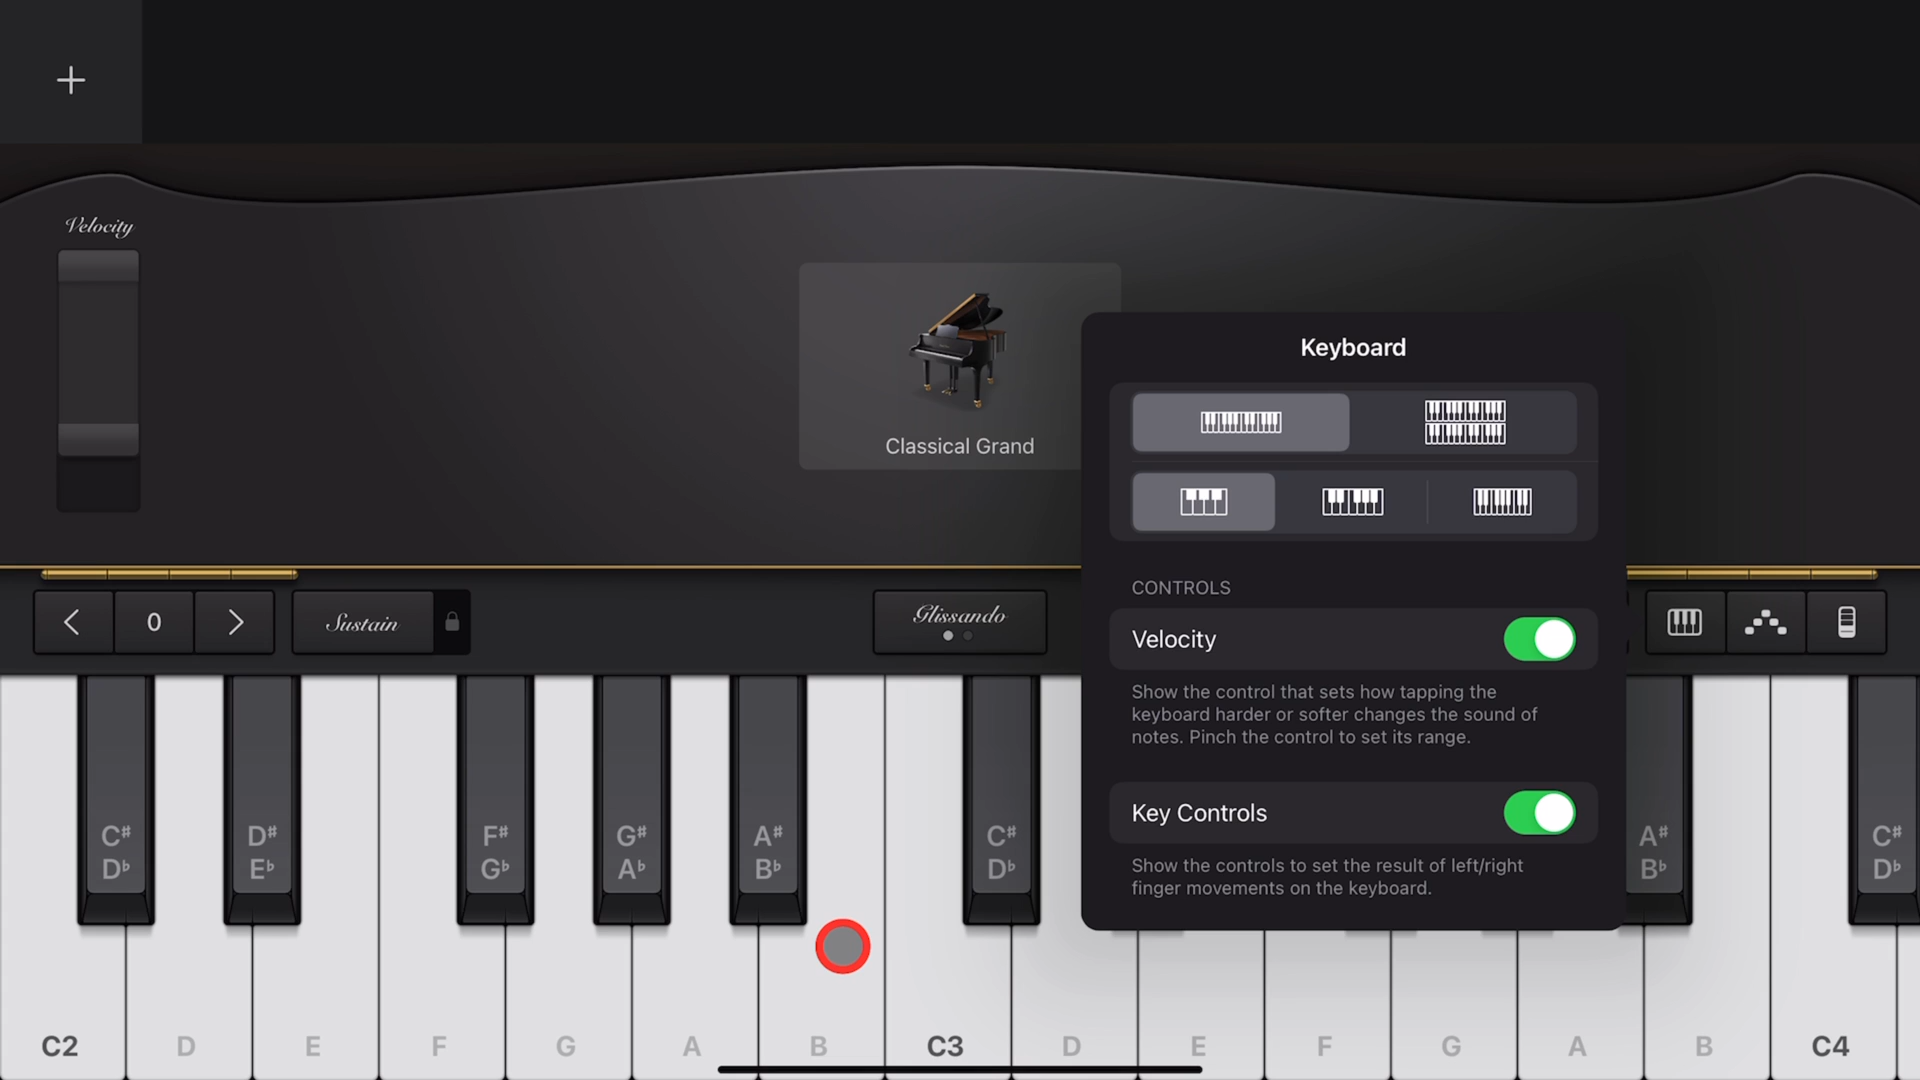 Velocity
Classical Grand
Keyboard
CONTROLS
Velocity
Show the control that sets how tapping the
keyboard harder or softer changes the sound of
notes. Pinch the control to set its range.
Key Controls
Show the controls to set the result of left/right
finger movements on the keyboard.
0
Sustain
Glissando
C# D# F# G# A# C# A# C#
D♭ E♭ G♭ A♭ B♭ D♭ B♭ D♭
C2 D E F G A B C3 D E F G A B C4